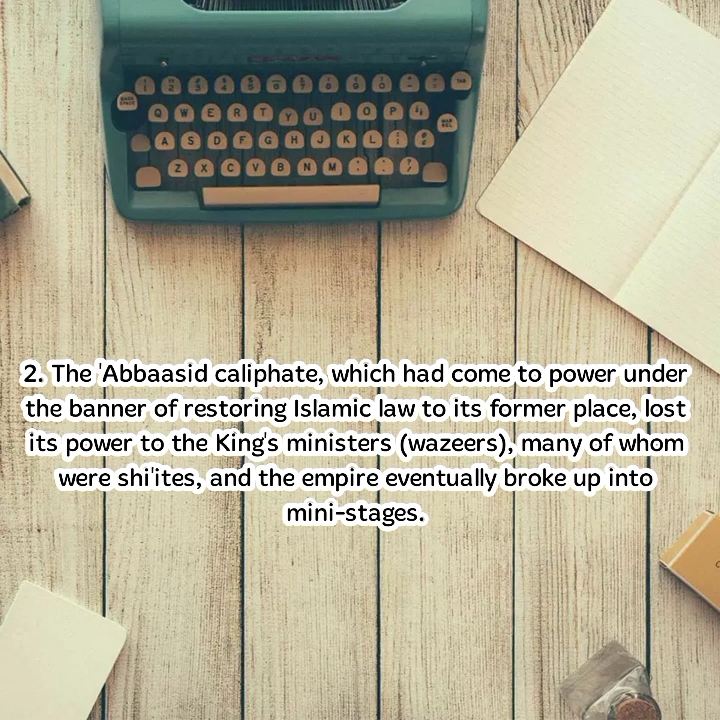 2. The 'Abbaasid caliphate, which had come to power under
the banner of restoring Islamic law to its former place, lost
its power to the King's ministers (wazeers), many of whom
were shi'ites, and the empire eventually broke up into
mini-stages.
Q W E R T Y U I O P
A S D F G H J K L
Z X C V B N M